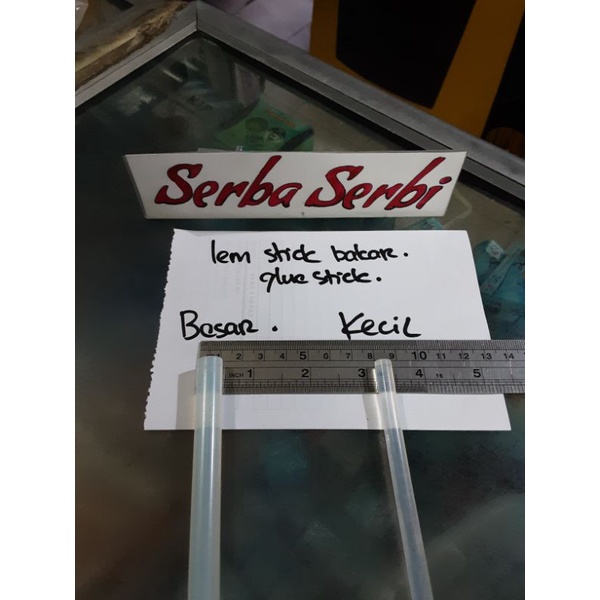 Serba Serbi
lem stick bakar.
glue stick.
Besar. Kecil
1 2 3 4 5 6 7 8 9 10 11 12 13 14
INCH 1 2 3 4 16 5